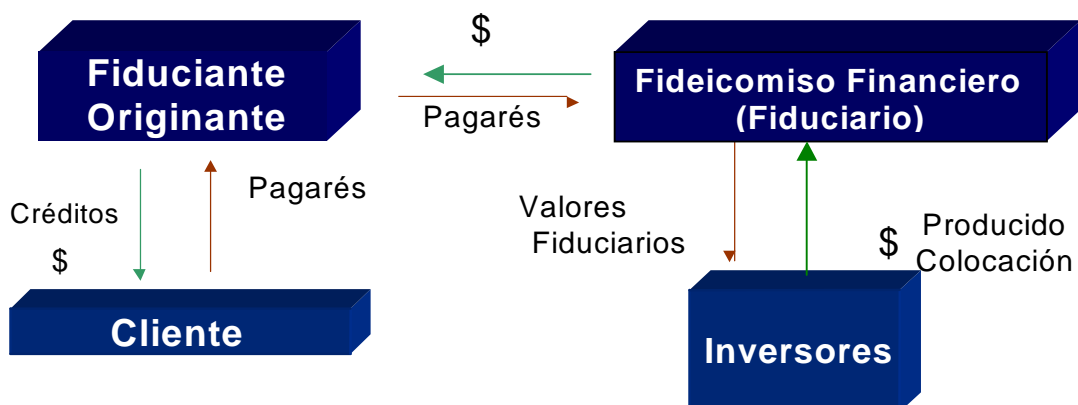 $
Fiduciante
Originante
Fideicomiso Financiero
(Fiduciario)
Pagarés
Pagarés
Créditos
$
Valores
Fiduciarios
$
Producido
Colocación
Cliente
Inversores